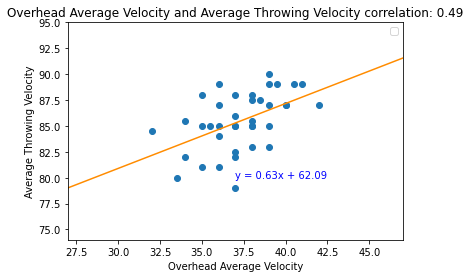 Overhead Average Velocity and Average Throwing Velocity correlation: 0.49
95.0
92.5
90.0
87.5
85.0
82.5
80.0
77.5
75.0
Average Throwing Velocity
y = 0.63x + 62.09
27.5 30.0 32.5 35.0 37.5 40.0 42.5 45.0
Overhead Average Velocity